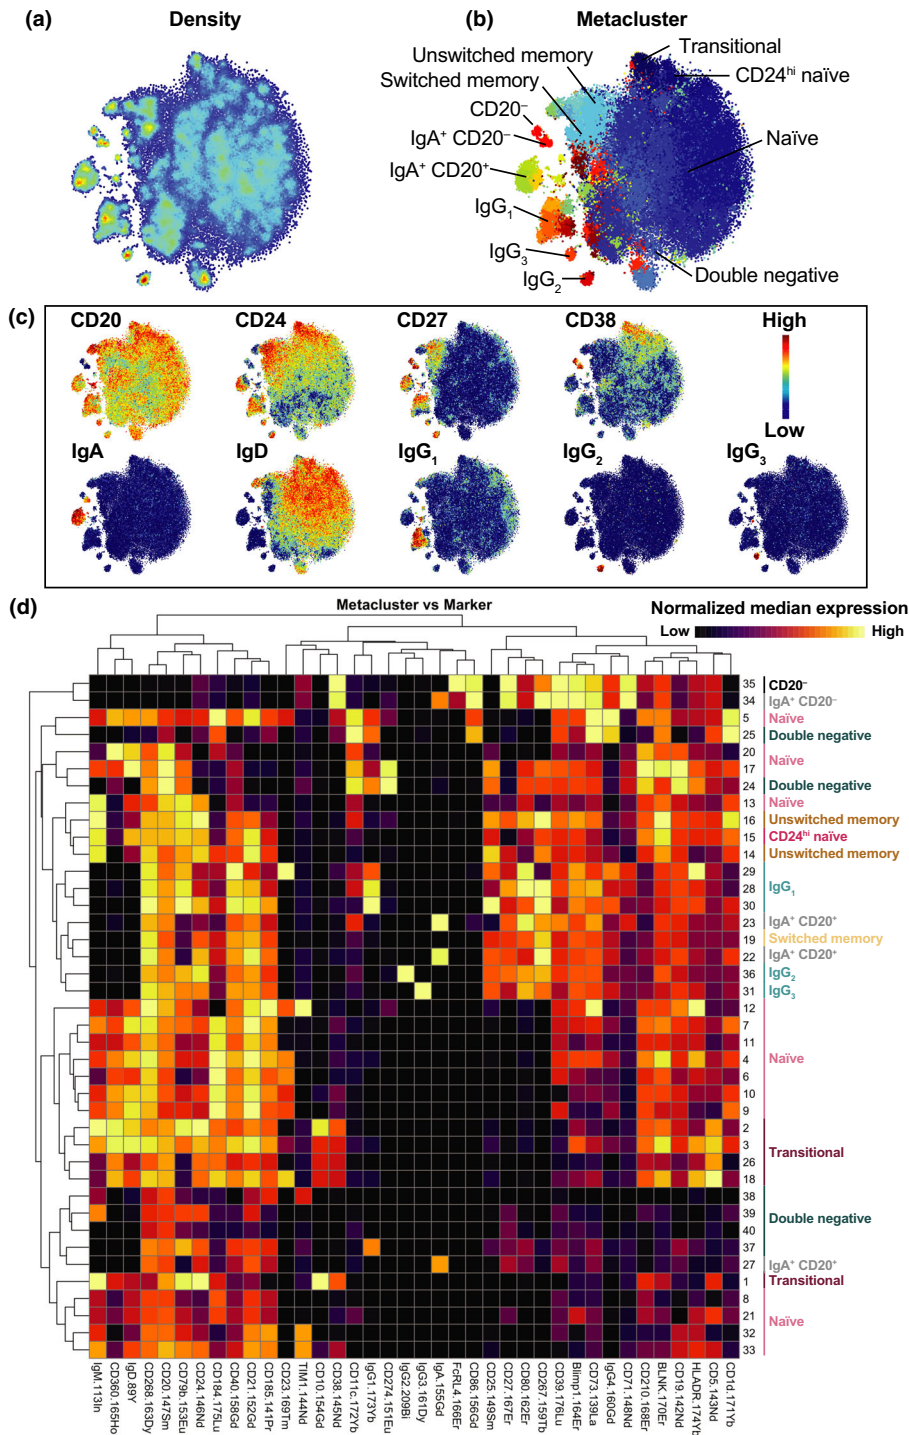 (a)
Density
(b)
Metacluster
Unswitched memory
Switched memory
CD20⁻
IgA⁺ CD20⁻
IgA⁺ CD20⁺
IgG₁
IgG₃
IgG₂
Transitional
CD24ʰⁱ naïve
Naïve
Double negative
(c)
CD20
CD24
CD27
CD38
High
Low
IgA
IgD
IgG₁
IgG₂
IgG₃
(d)
Metacluster vs Marker
Normalized median expression
Low
High
35
CD20⁻
34
IgA⁺ CD20⁻
5
Naïve
25
Double negative
20
Naïve
17
24
Double negative
13
Naïve
16
Unswitched memory
15
CD24ʰⁱ naïve
14
Unswitched memory
29
28
IgG₁
30
23
IgA⁺ CD20⁺
19
Switched memory
22
IgA⁺ CD20⁺
36
IgG₂
31
IgG₃
12
7
11
4
Naïve
6
10
9
2
3
Transitional
26
18
38
39
Double negative
40
37
27
IgA⁺ CD20⁺
1
Transitional
8
21
Naïve
32
33
IgM.113In
CD360.165Ho
IgD.89Y
CD268.163Dy
CD20.147Sm
CD79b.153Eu
CD24.146Nd
CD184.175Lu
CD40.158Gd
CD21.152Gd
CD185.141Pr
CD23.169Tm
TIM1.144Nd
CD10.154Gd
CD38.145Nd
CD11c.172Yb
IgG1.173Yb
CD274.151Eu
IgG2.209Bi
IgG3.161Dy
IgA.155Gd
FcRL4.166Er
CD86.156Gd
CD25.149Sm
CD27.167Er
CD80.162Er
CD267.159Tb
CD39.176Lu
Blimp1.164Er
CD73.139La
IgG4.160Gd
CD71.148Nd
CD210.168Er
BLNK.170Er
CD19.142Nd
HLADR.174Yb
CD5.143Nd
CD1d.171Yb